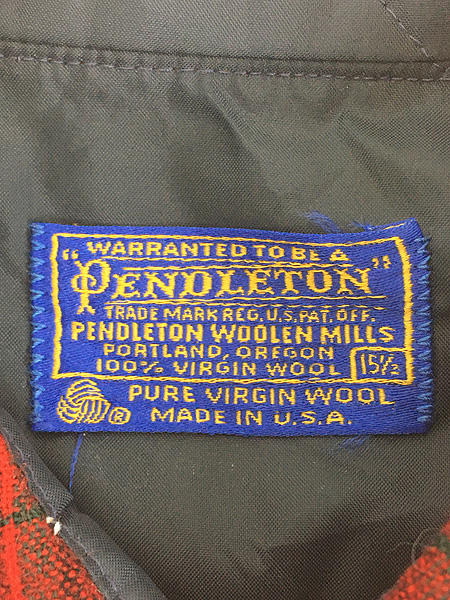 WARRANTED TO BE A
"PENDLETON"
TRADE MARK REG. U.S. PAT. OFF.
PENDLETON WOOLEN MILLS
PORTLAND, OREGON
100% VIRGIN WOOL
15½
PURE VIRGIN WOOL
®
MADE IN U.S.A.